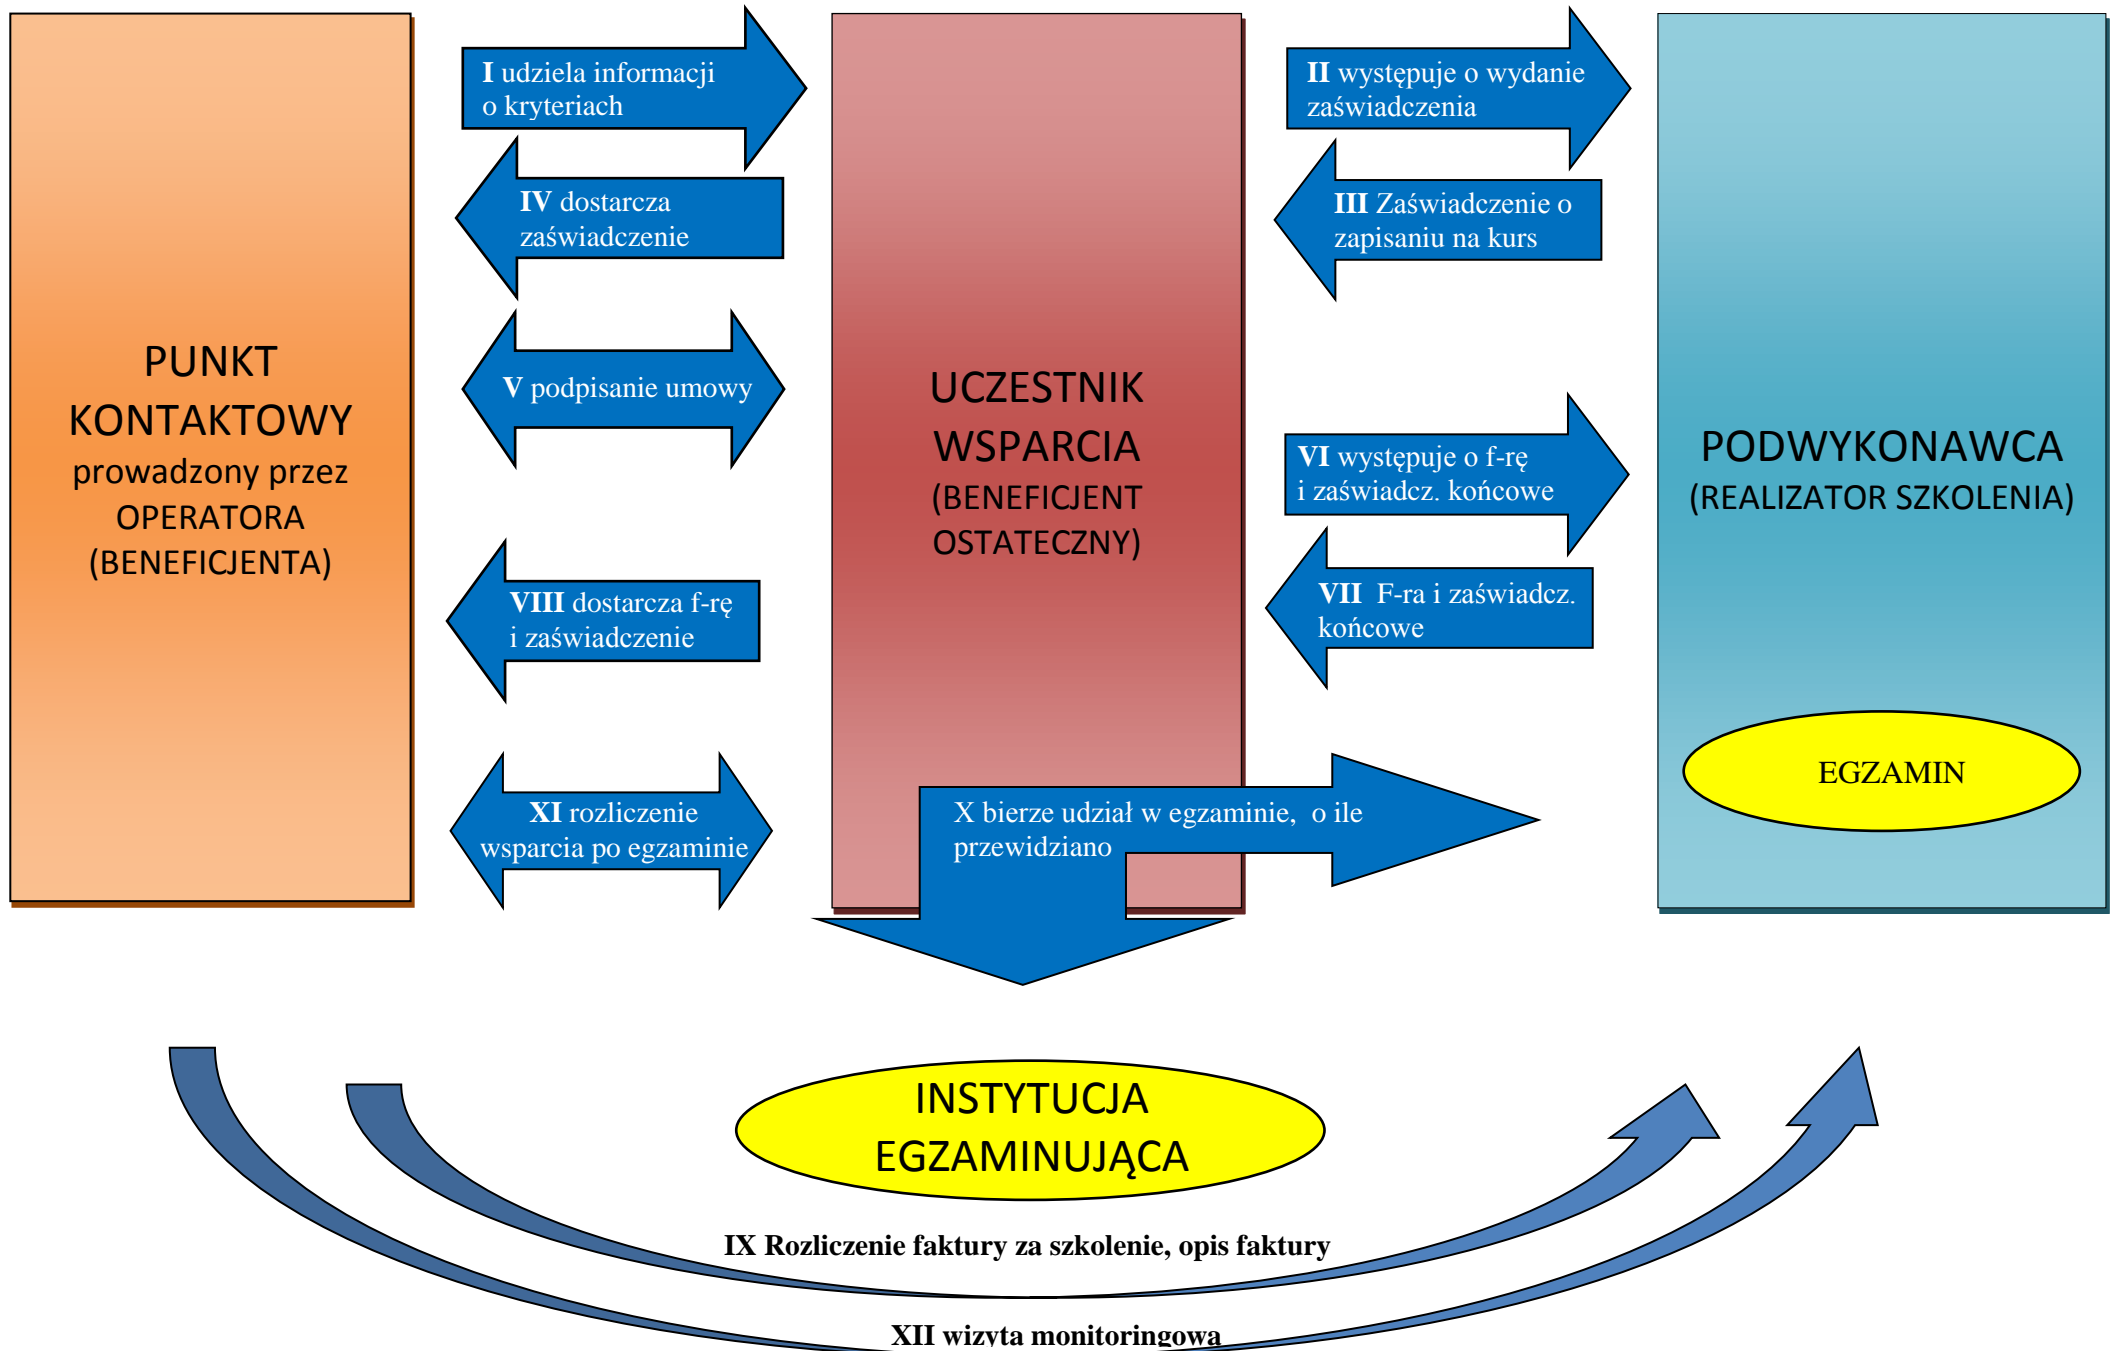 I udziela informacji
o kryteriach
II występuje o wydanie
zaświadczenia
IV dostarcza
zaświadczenie
III Zaświadczenie o
zapisaniu na kurs
PUNKT
KONTAKTOWY
prowadzony przez
OPERATORA
(BENEFICJENTA)
V podpisanie umowy
UCZESTNIK
WSPARCIA
(BENEFICJENT
OSTATECZNY)
VI występuje o f-rę
i zaświadcz. końcowe
PODWYKONAWCA
(REALIZATOR SZKOLENIA)
VIII dostarcza f-rę
i zaświadczenie
VII F-ra i zaświadcz.
końcowe
EGZAMIN
XI rozliczenie
wsparcia po egzaminie
X bierze udział w egzaminie, o ile
przewidziano
INSTYTUCJA
EGZAMINUJĄCA
IX Rozliczenie faktury za szkolenie, opis faktury
XII wizyta monitoringowa